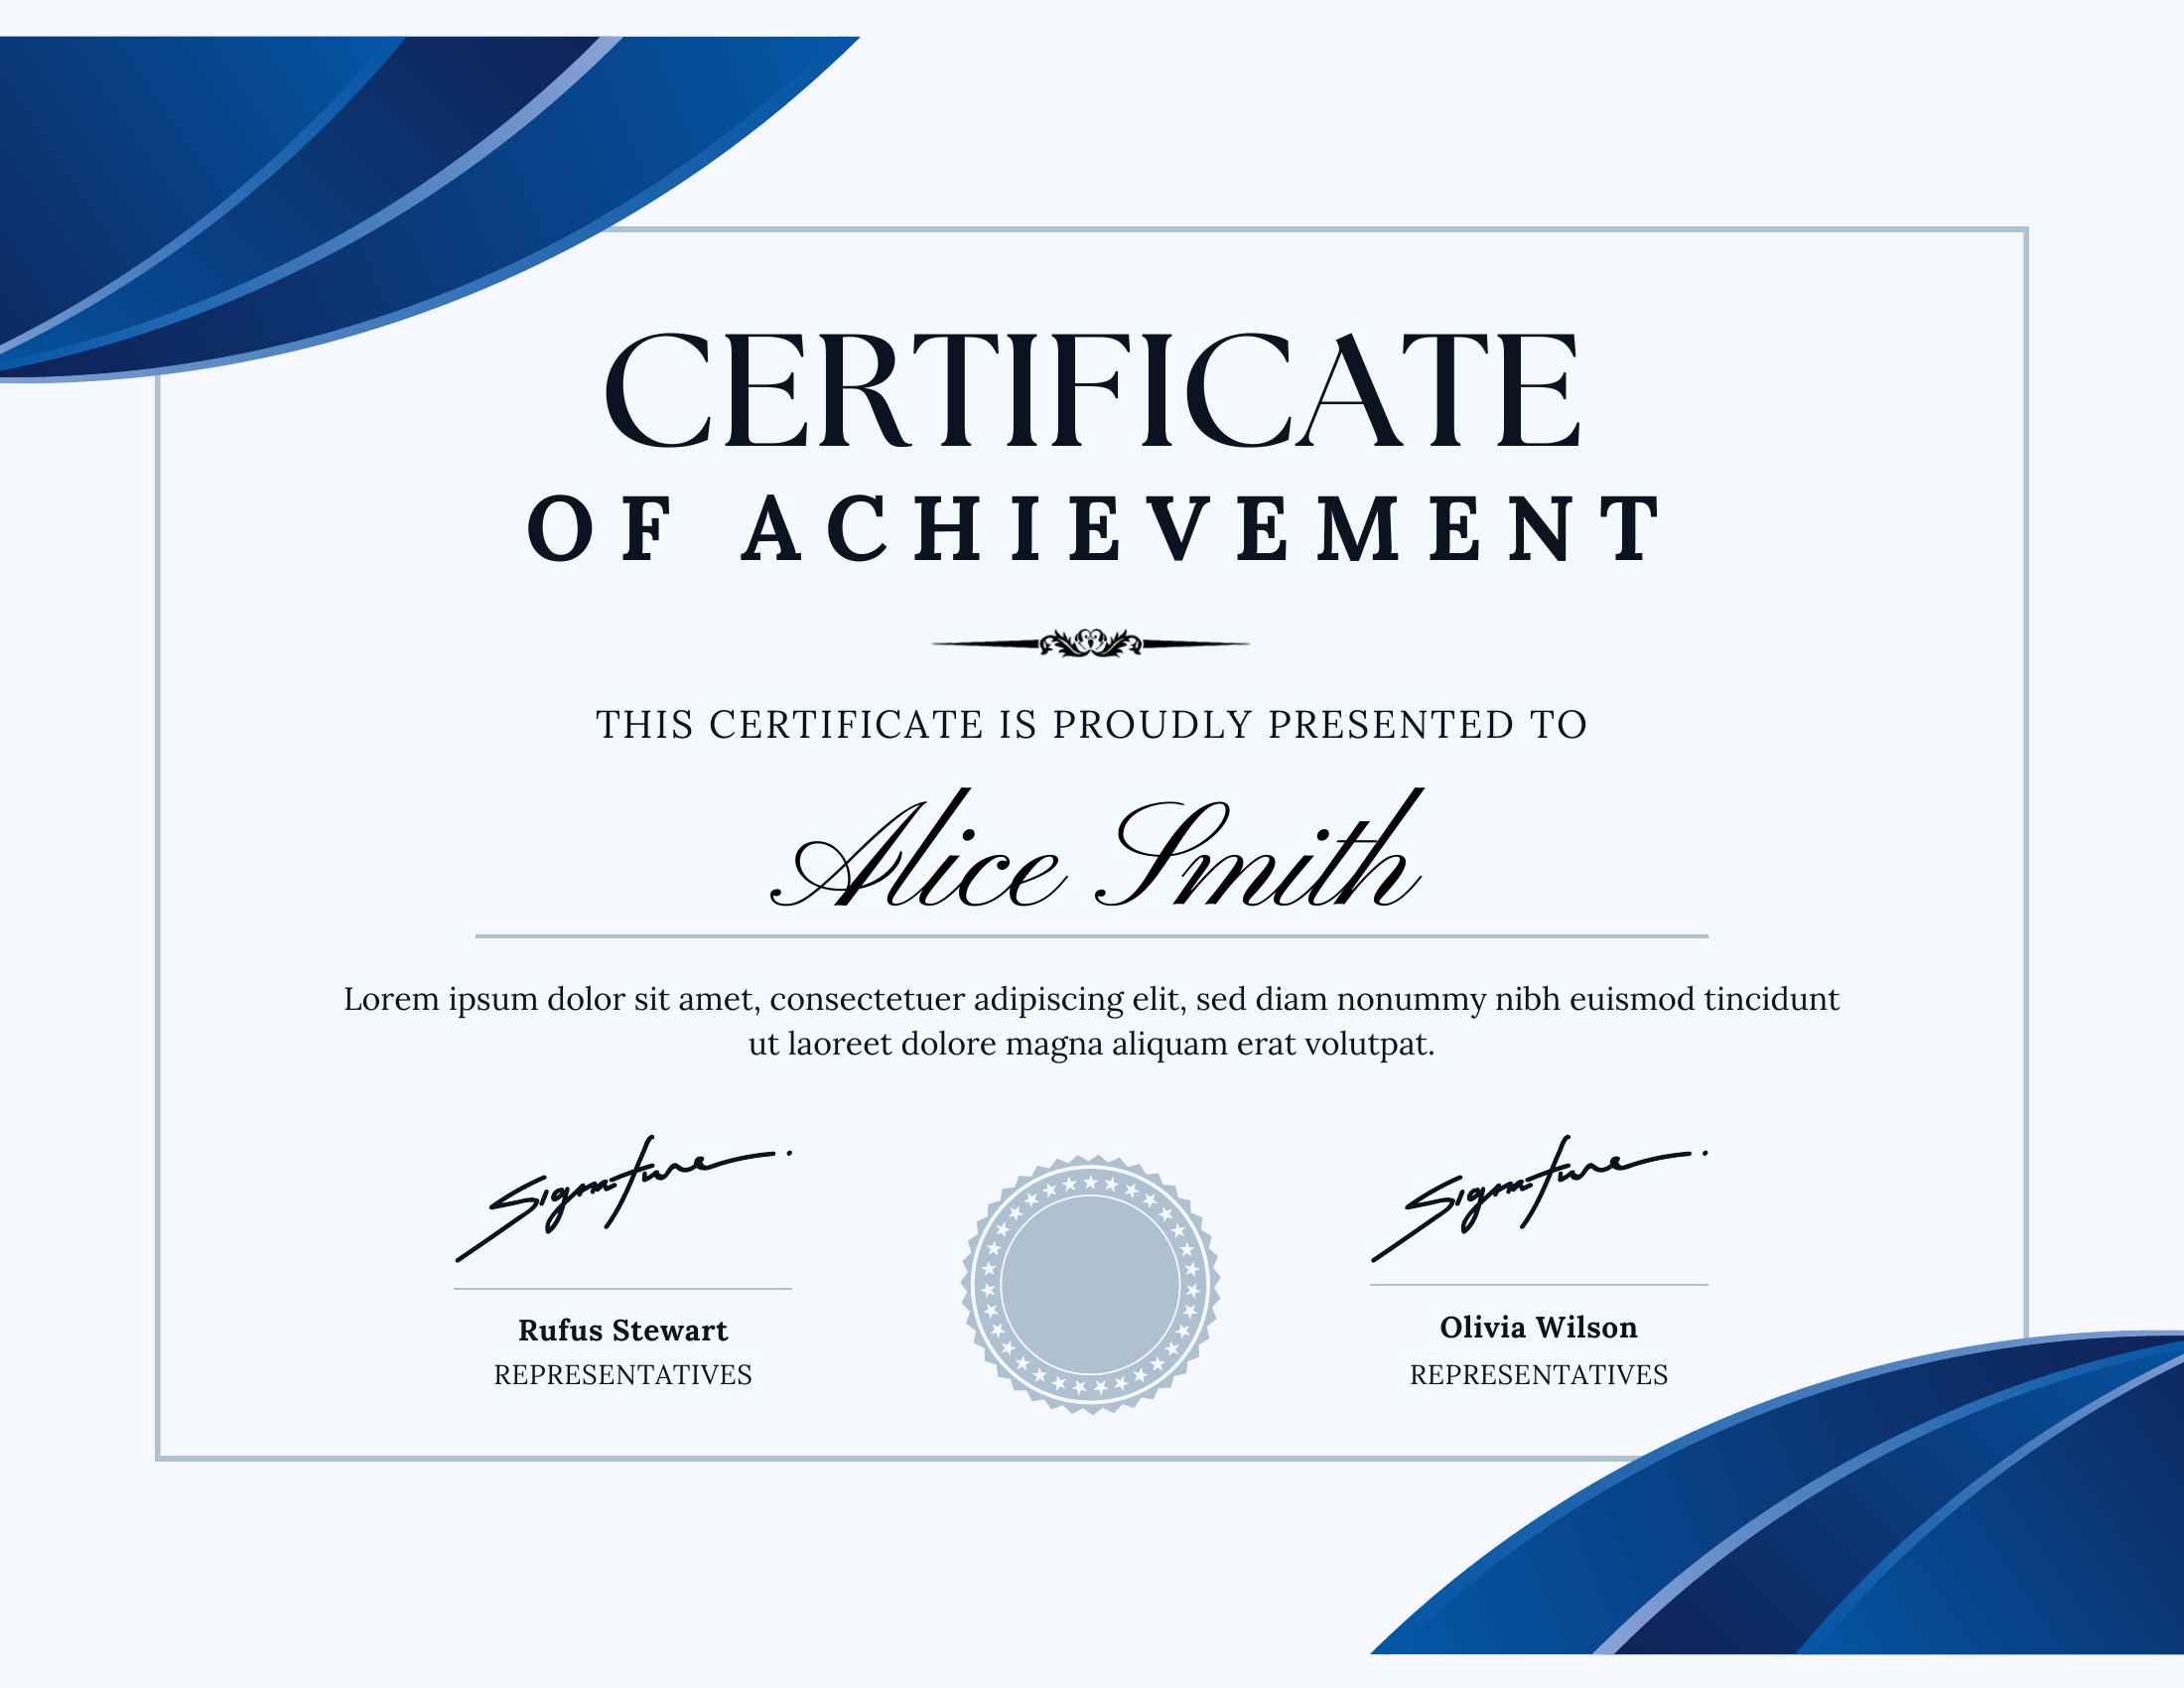 CERTIFICATE
OF ACHIEVEMENT
THIS CERTIFICATE IS PROUDLY PRESENTED TO
Alice Smith
Lorem ipsum dolor sit amet, consectetuer adipiscing elit, sed diam nonummy nibh euismod tincidunt
ut laoreet dolore magna aliquam erat volutpat.
Signature
Rufus Stewart
REPRESENTATIVES
Signature
Olivia Wilson
REPRESENTATIVES